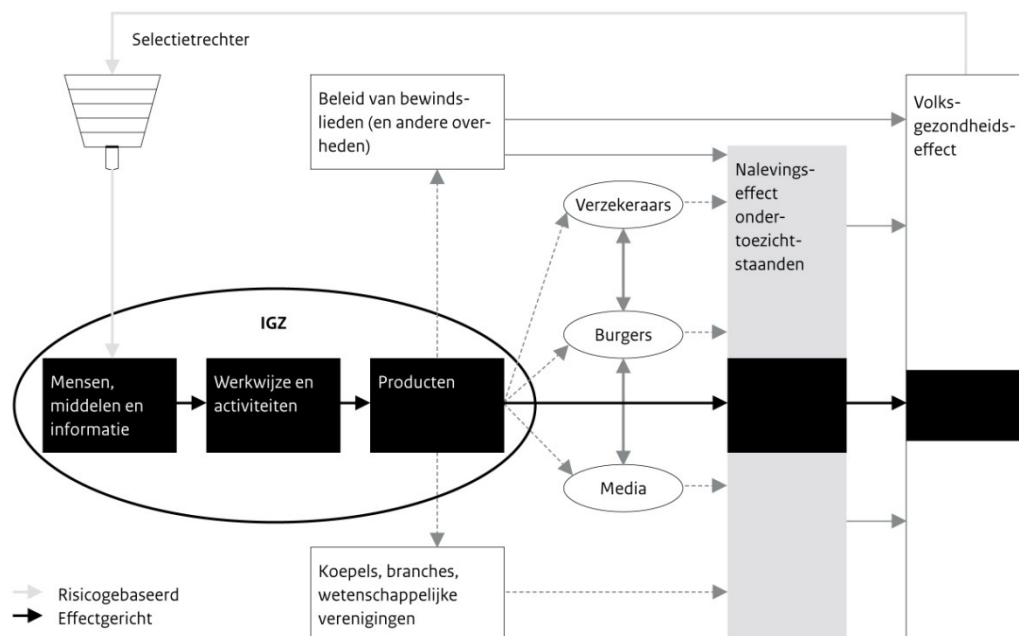 Selectietrechter
Beleid van bewinds-
lieden (en andere over-
heden)
Volks-
gezondheids-
effect
Nalevings-
effect
onder-
toezicht-
staanden
Verzekeraars
IGZ
Burgers
Mensen,
middelen en
informatie
Werkwijze en
activiteiten
Producten
Media
Koepels, branches,
wetenschappelijke
verenigingen
Risicogebaseerd
Effectgericht